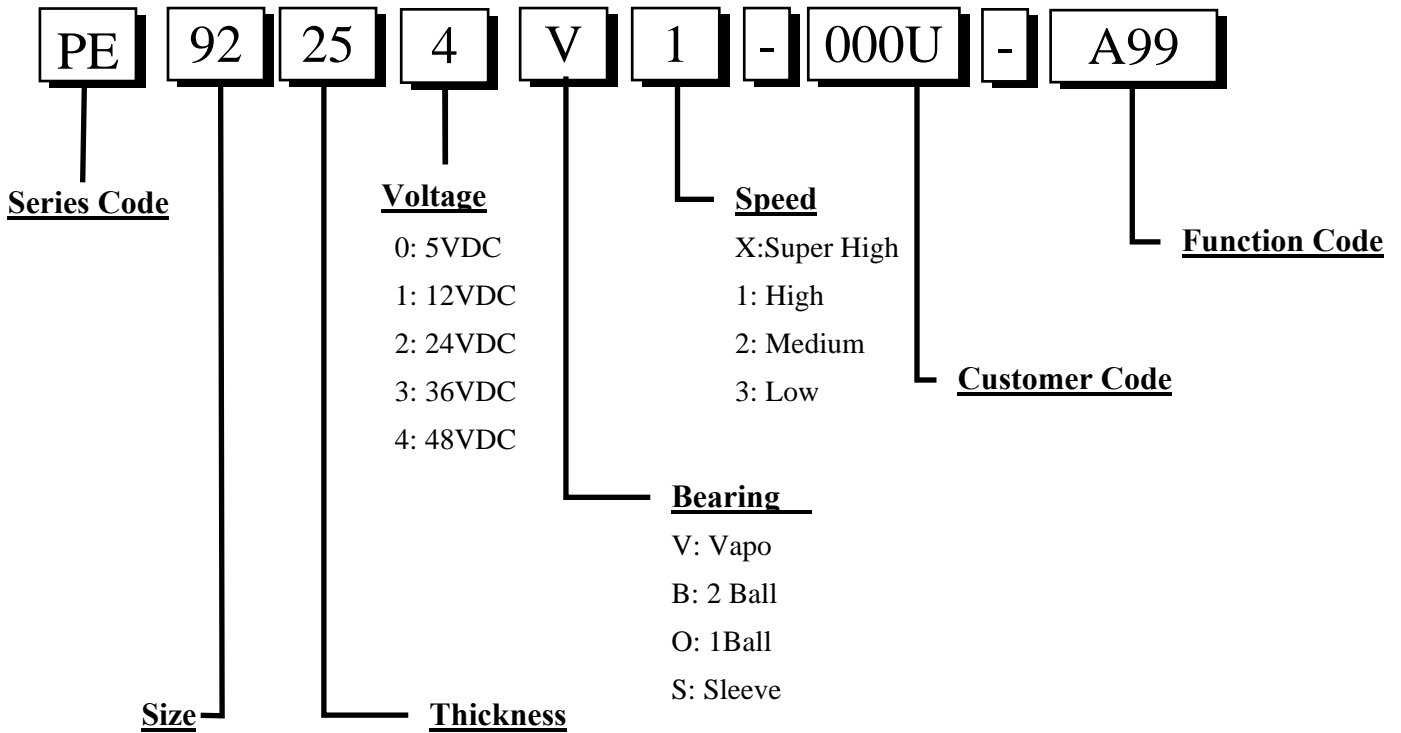 PE 92 25 4 V 1 - 000U - A99
Series Code
Voltage
0: 5VDC
1: 12VDC
2: 24VDC
3: 36VDC
4: 48VDC
Speed
X:Super High
1: High
2: Medium
3: Low
Function Code
Customer Code
Bearing
V: Vapo
B: 2 Ball
O: 1Ball
S: Sleeve
Size
Thickness